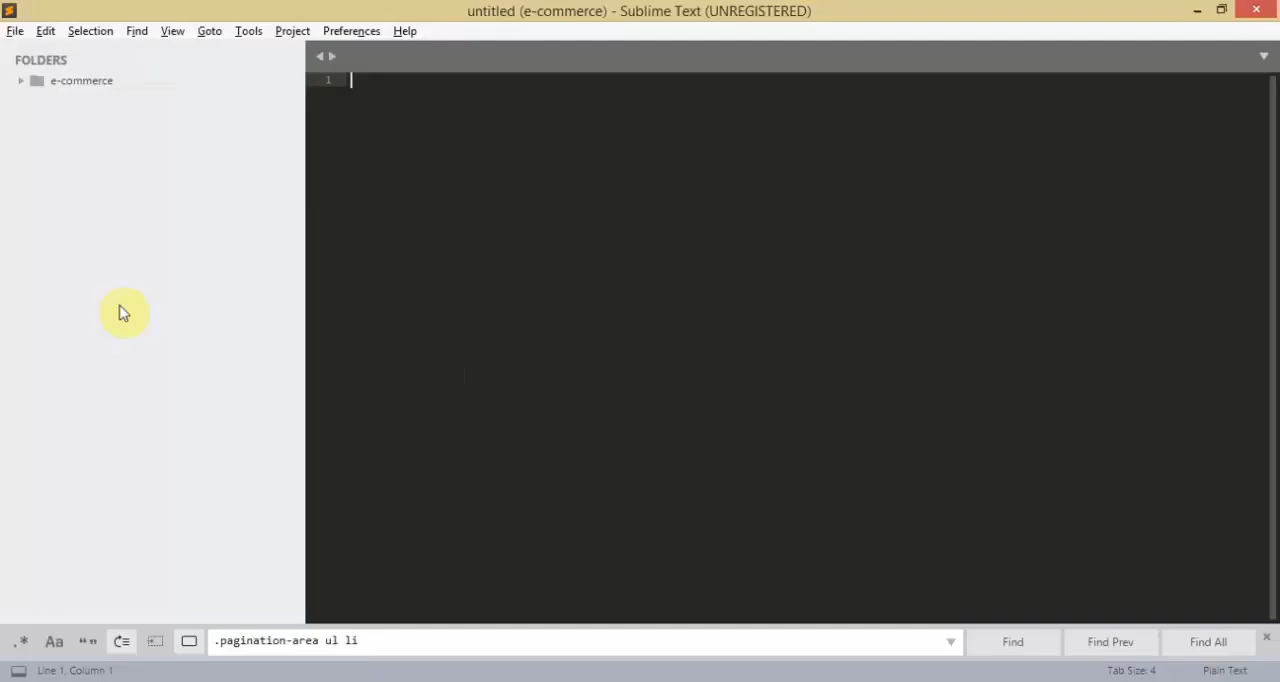 untitled (e-commerce) - Sublime Text (UNREGISTERED)
File Edit Selection Find View Goto Tools Project Preferences Help
FOLDERS
e-commerce
1
.* Aa “” .pagination-area ul li Find Find Prev Find All
Line 1, Column 1 Tab Size: 4 Plain Text